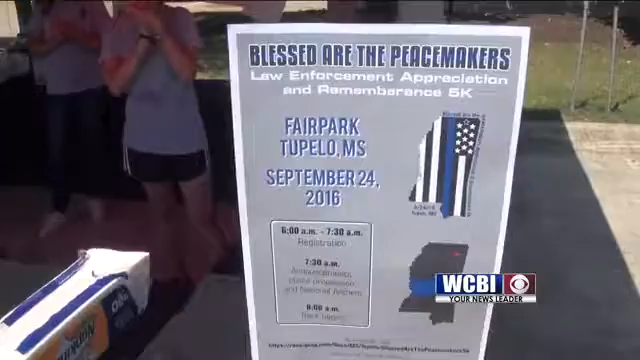 BLESSED ARE THE PEACEMAKERS
Law Enforcement Appreciation
and Rememberance 5K
FAIRPARK
TUPELO, MS
SEPTEMBER 24,
2016
6:00 a.m. - 7:30 a.m.
Registration
7:30 a.m.
Announcements,
and National Anthem
8:00 a.m.
Race begins
WCBI
YOUR NEWS LEADER